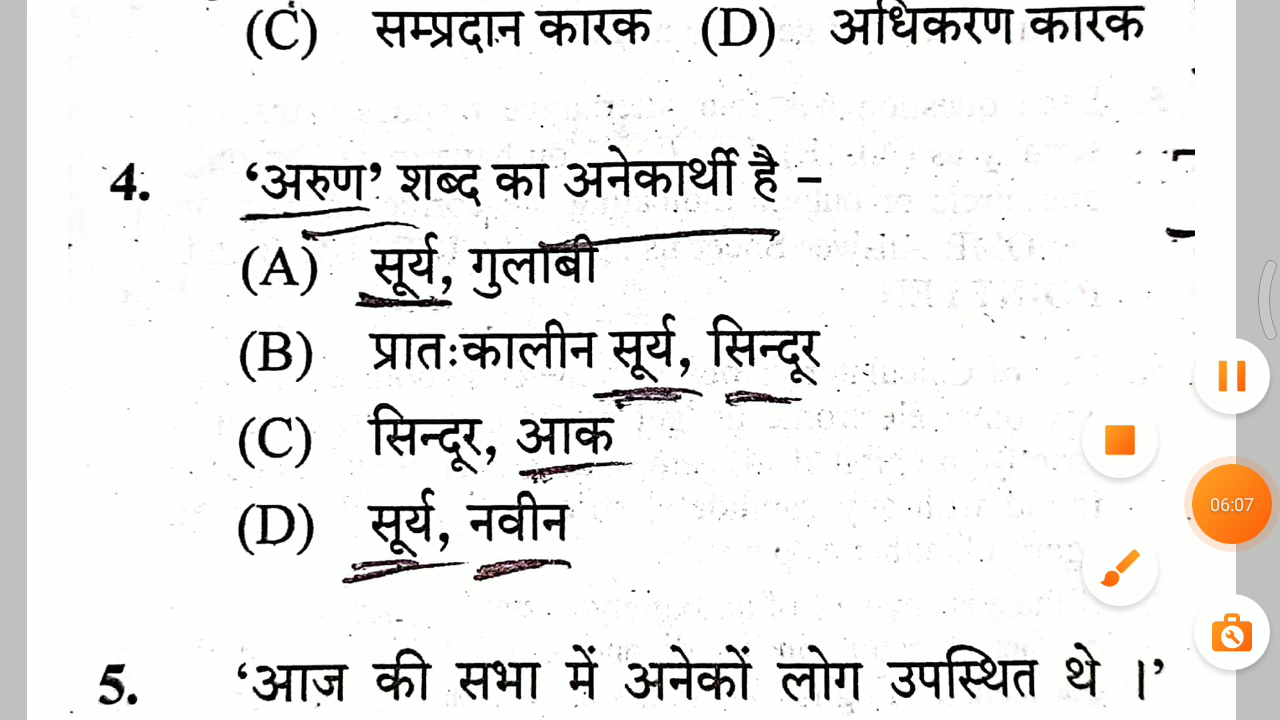 (C) सम्प्रदान कारक (D) अधिकरण कारक
4. ‘अरुण’ शब्द का अनेकार्थी है –
(A) सूर्य, गुलाबी
(B) प्रातःकालीन सूर्य, सिन्दूर
(C) सिन्दूर, आक
(D) सूर्य, नवीन
06:07
5. ‘आज की सभा में अनेकों लोग उपस्थित थे ।’